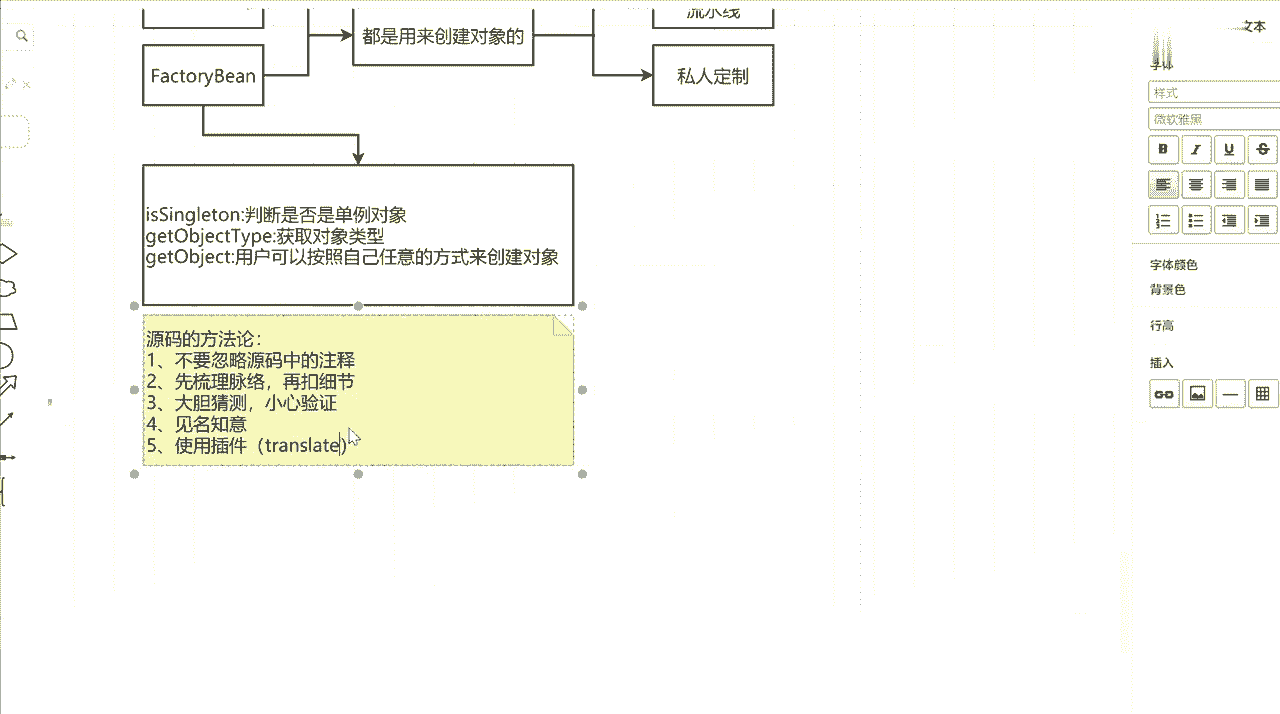 流水线
文本
都是用来创建对象的
FactoryBean
私人定制
字体
样式
微软雅黑
B I U S
isSingleton:判断是否是单例对象
getObjectType:获取对象类型
getObject:用户可以按照自己任意的方式来创建对象
字体颜色
背景色
行高
插入
源码的方法论：
1、不要忽略源码中的注释
2、先梳理脉络，再扣细节
3、大胆猜测，小心验证
4、见名知意
5、使用插件（translate）